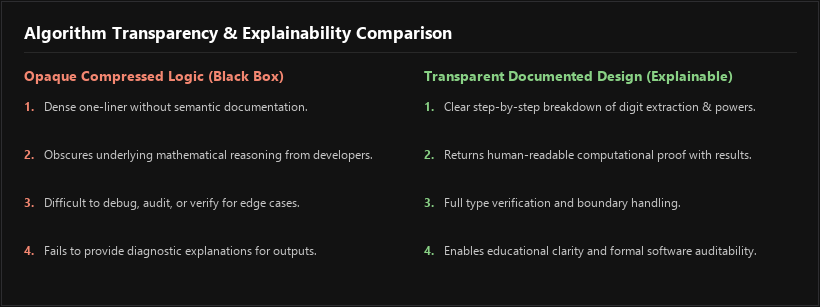 Algorithm Transparency & Explainability Comparison
Opaque Compressed Logic (Black Box)
1. Dense one-liner without semantic documentation.
2. Obscures underlying mathematical reasoning from developers.
3. Difficult to debug, audit, or verify for edge cases.
4. Fails to provide diagnostic explanations for outputs.
Transparent Documented Design (Explainable)
1. Clear step-by-step breakdown of digit extraction & powers.
2. Returns human-readable computational proof with results.
3. Full type verification and boundary handling.
4. Enables educational clarity and formal software auditability.